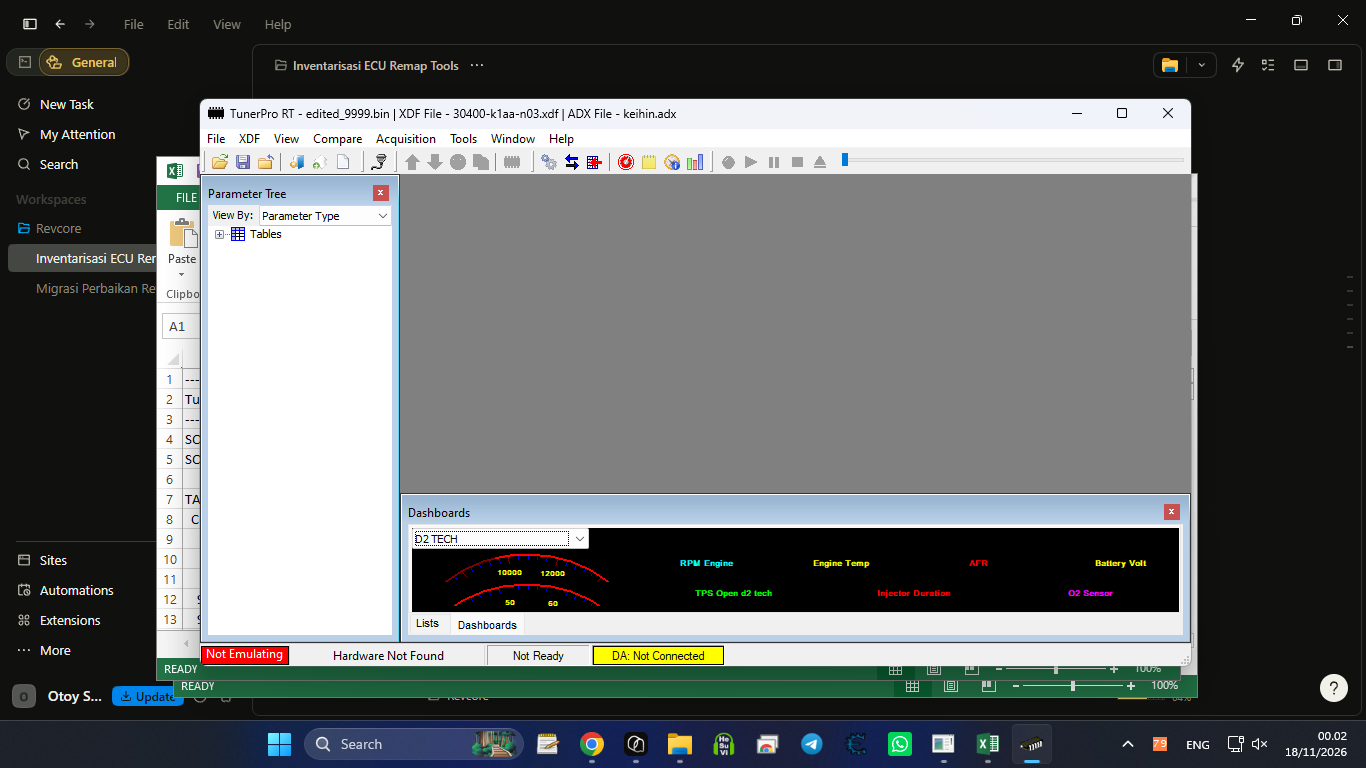 File Edit View Help
General
Inventarisasi ECU Remap Tools ···
New Task
My Attention
Search
Workspaces
Revcore
Inventarisasi ECU Rer
Migrasi Perbaikan Re
Sites
Automations
Extensions
More
O Otoy S... Update
FILE
Paste
Clipbo
A1
1 ---
2 Tu
3 ---
4 SC
5 SC
6
7 TA
8 C
9
10
11
12
13
READY
READY
100%
100%
TunerPro RT - edited_9999.bin | XDF File - 30400-k1aa-n03.xdf | ADX File - keihin.adx
File XDF View Compare Acquisition Tools Window Help
Parameter Tree
View By: Parameter Type
Tables
Dashboards
D2 TECH
10000 12000
50 60
RPM Engine Engine Temp AFR Battery Volt
TPS Open d2 tech Injector Duration O2 Sensor
Lists Dashboards
Not Emulating Hardware Not Found Not Ready DA: Not Connected
?
Search
HeSuVi
79
ENG
00.02
18/11/2026